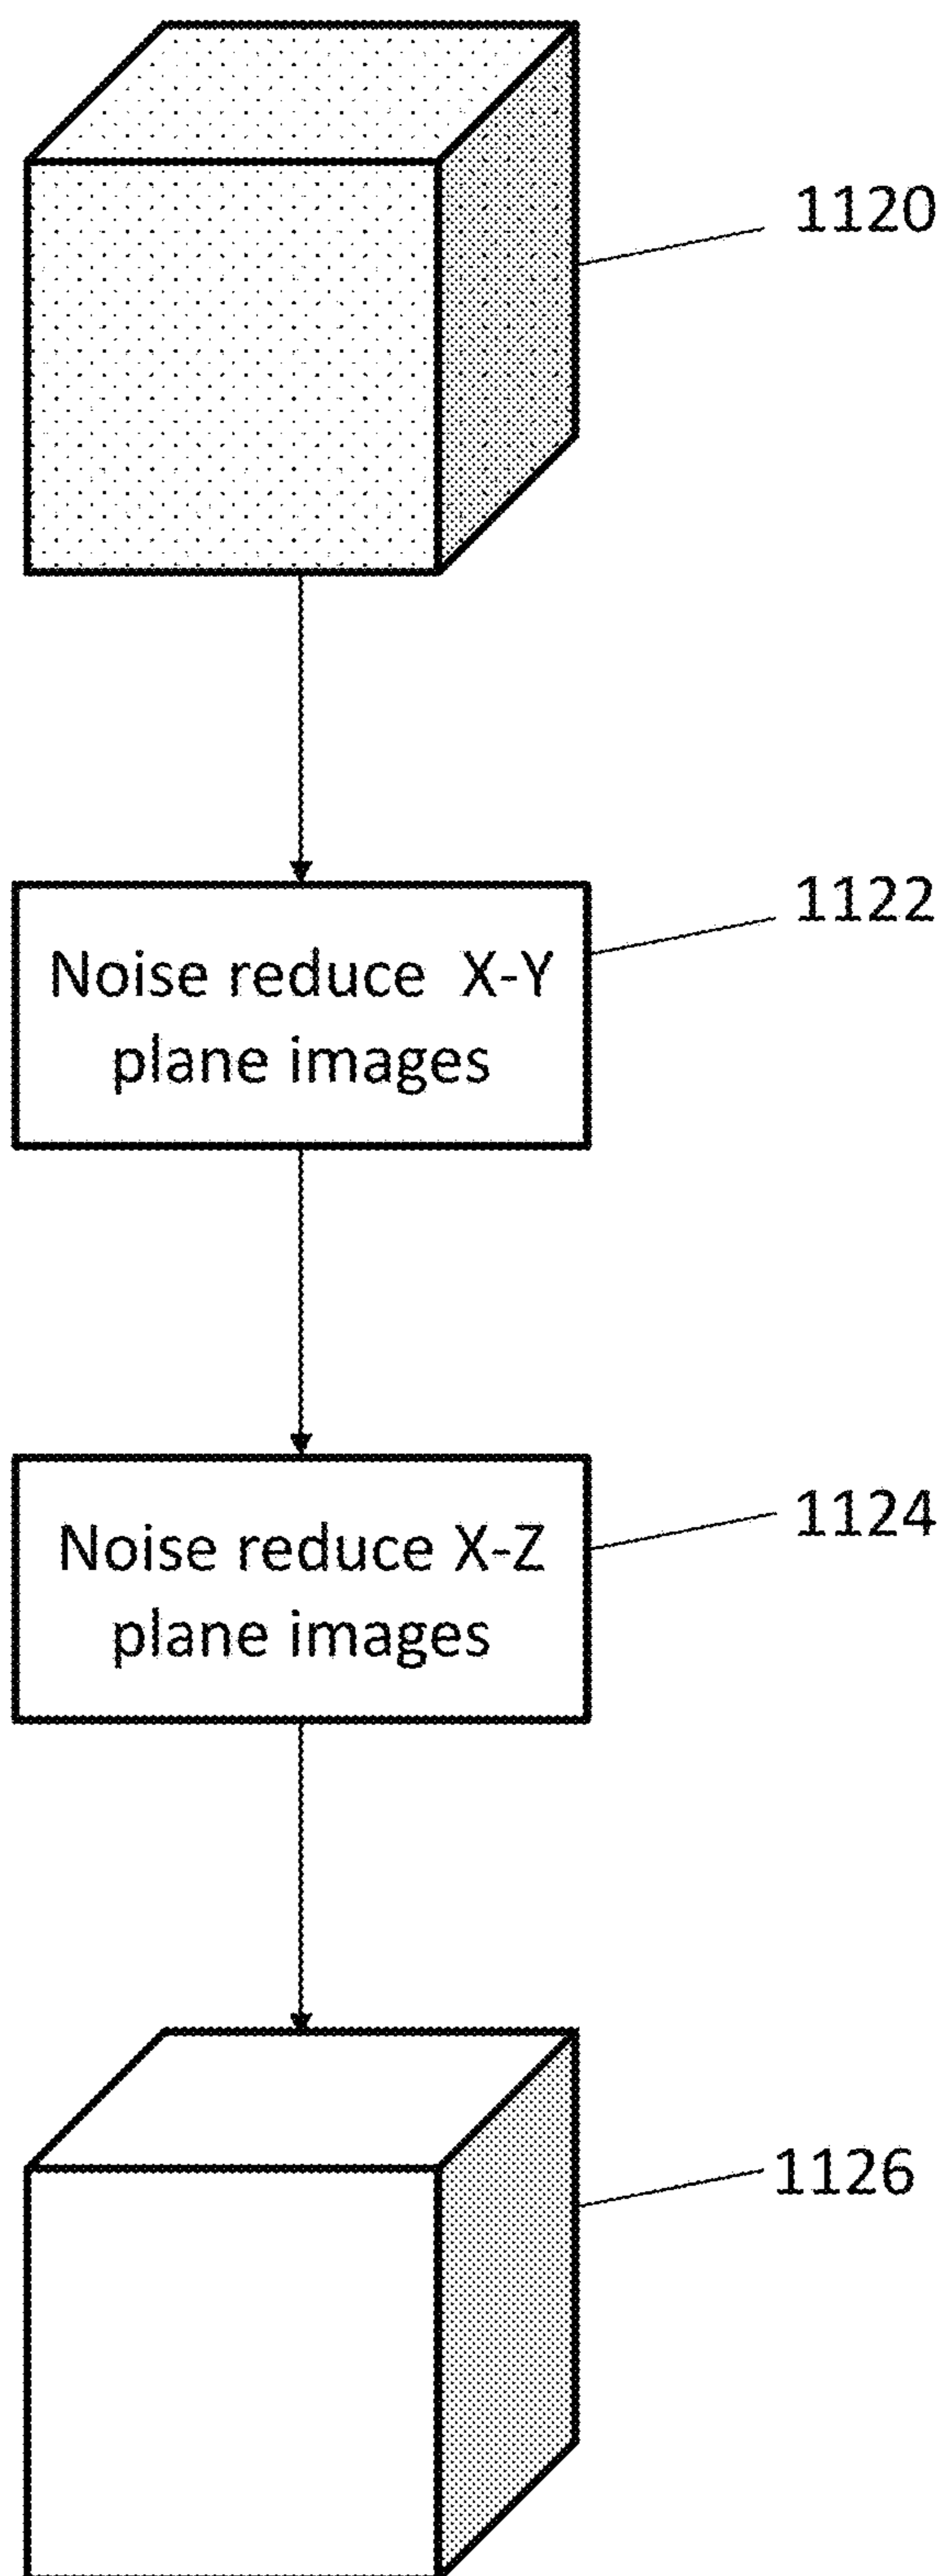 1120
1122
Noise reduce X-Y
plane images
1124
Noise reduce X-Z
plane images
1126